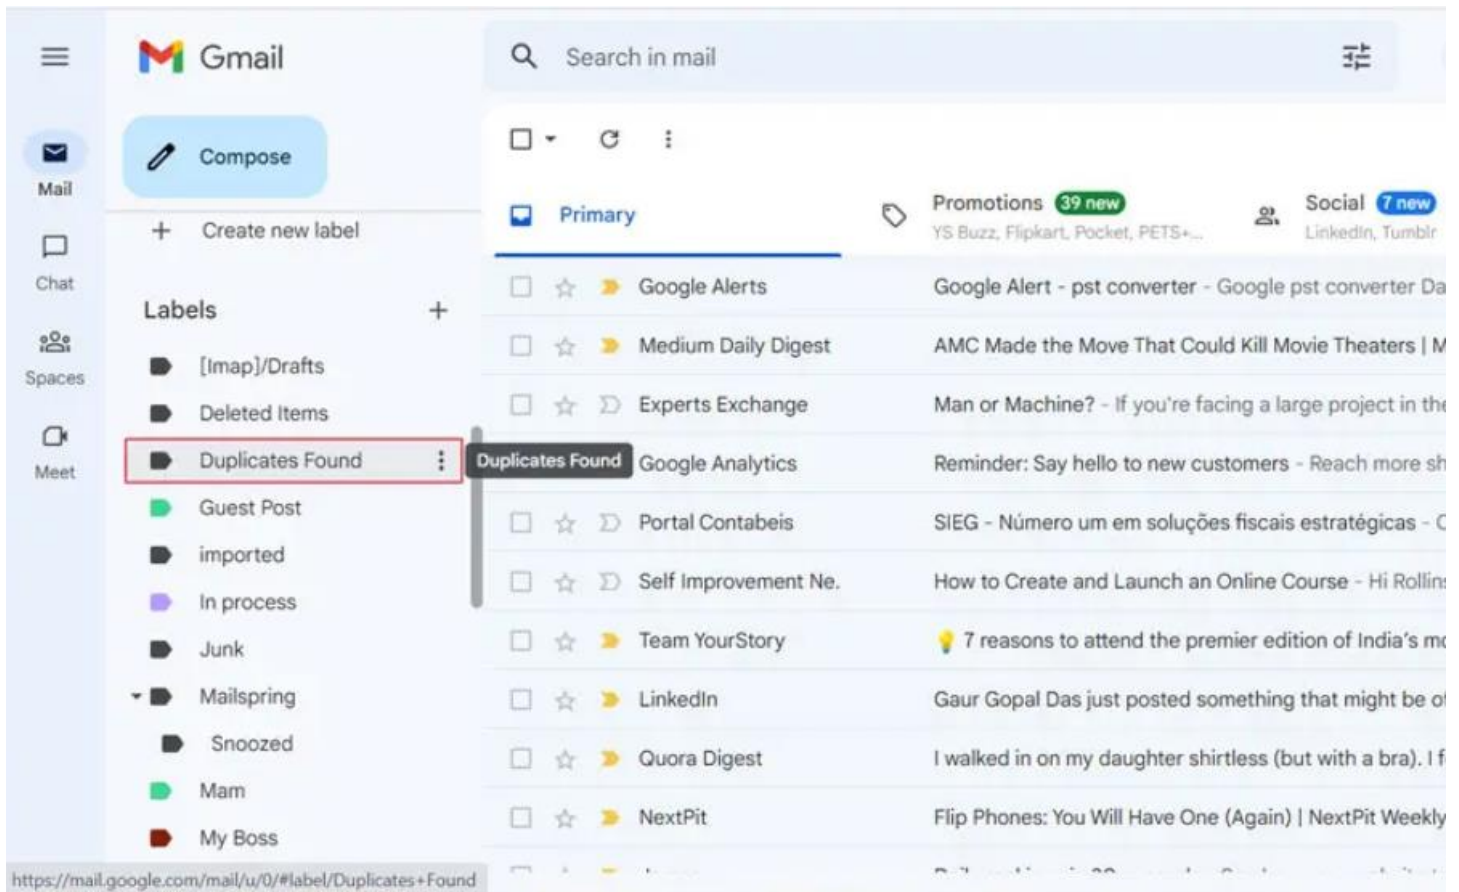 Gmail
Search in mail
Compose
Mail
Create new label
Chat
Labels
Spaces
[Imap]/Drafts
Deleted Items
Duplicates Found
Duplicates Found
Meet
Guest Post
imported
In process
Junk
Mailspring
Snoozed
Mam
My Boss
https://mail.google.com/mail/u/0/#label/Duplicates+Found
Primary
Promotions 39 new
YS Buzz, Flipkart, Pocket, PETS+...
Social 7 new
LinkedIn, Tumblr
Google Alerts Google Alert - pst converter - Google pst converter Da
Medium Daily Digest AMC Made the Move That Could Kill Movie Theaters | M
Experts Exchange Man or Machine? - If you're facing a large project in the
Google Analytics Reminder: Say hello to new customers - Reach more sh
Portal Contabeis SIEG - Número um em soluções fiscais estratégicas -
Self Improvement Ne. How to Create and Launch an Online Course - Hi Rollins
Team YourStory 💡 7 reasons to attend the premier edition of India's mo
LinkedIn Gaur Gopal Das just posted something that might be of
Quora Digest I walked in on my daughter shirtless (but with a bra). I f
NextPit Flip Phones: You Will Have One (Again) | NextPit Weekly